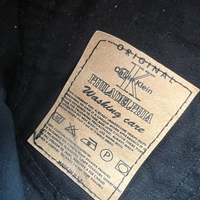 ORIGINAL
K
Calvin Klein
PHILADELPHIA
Washing care
P